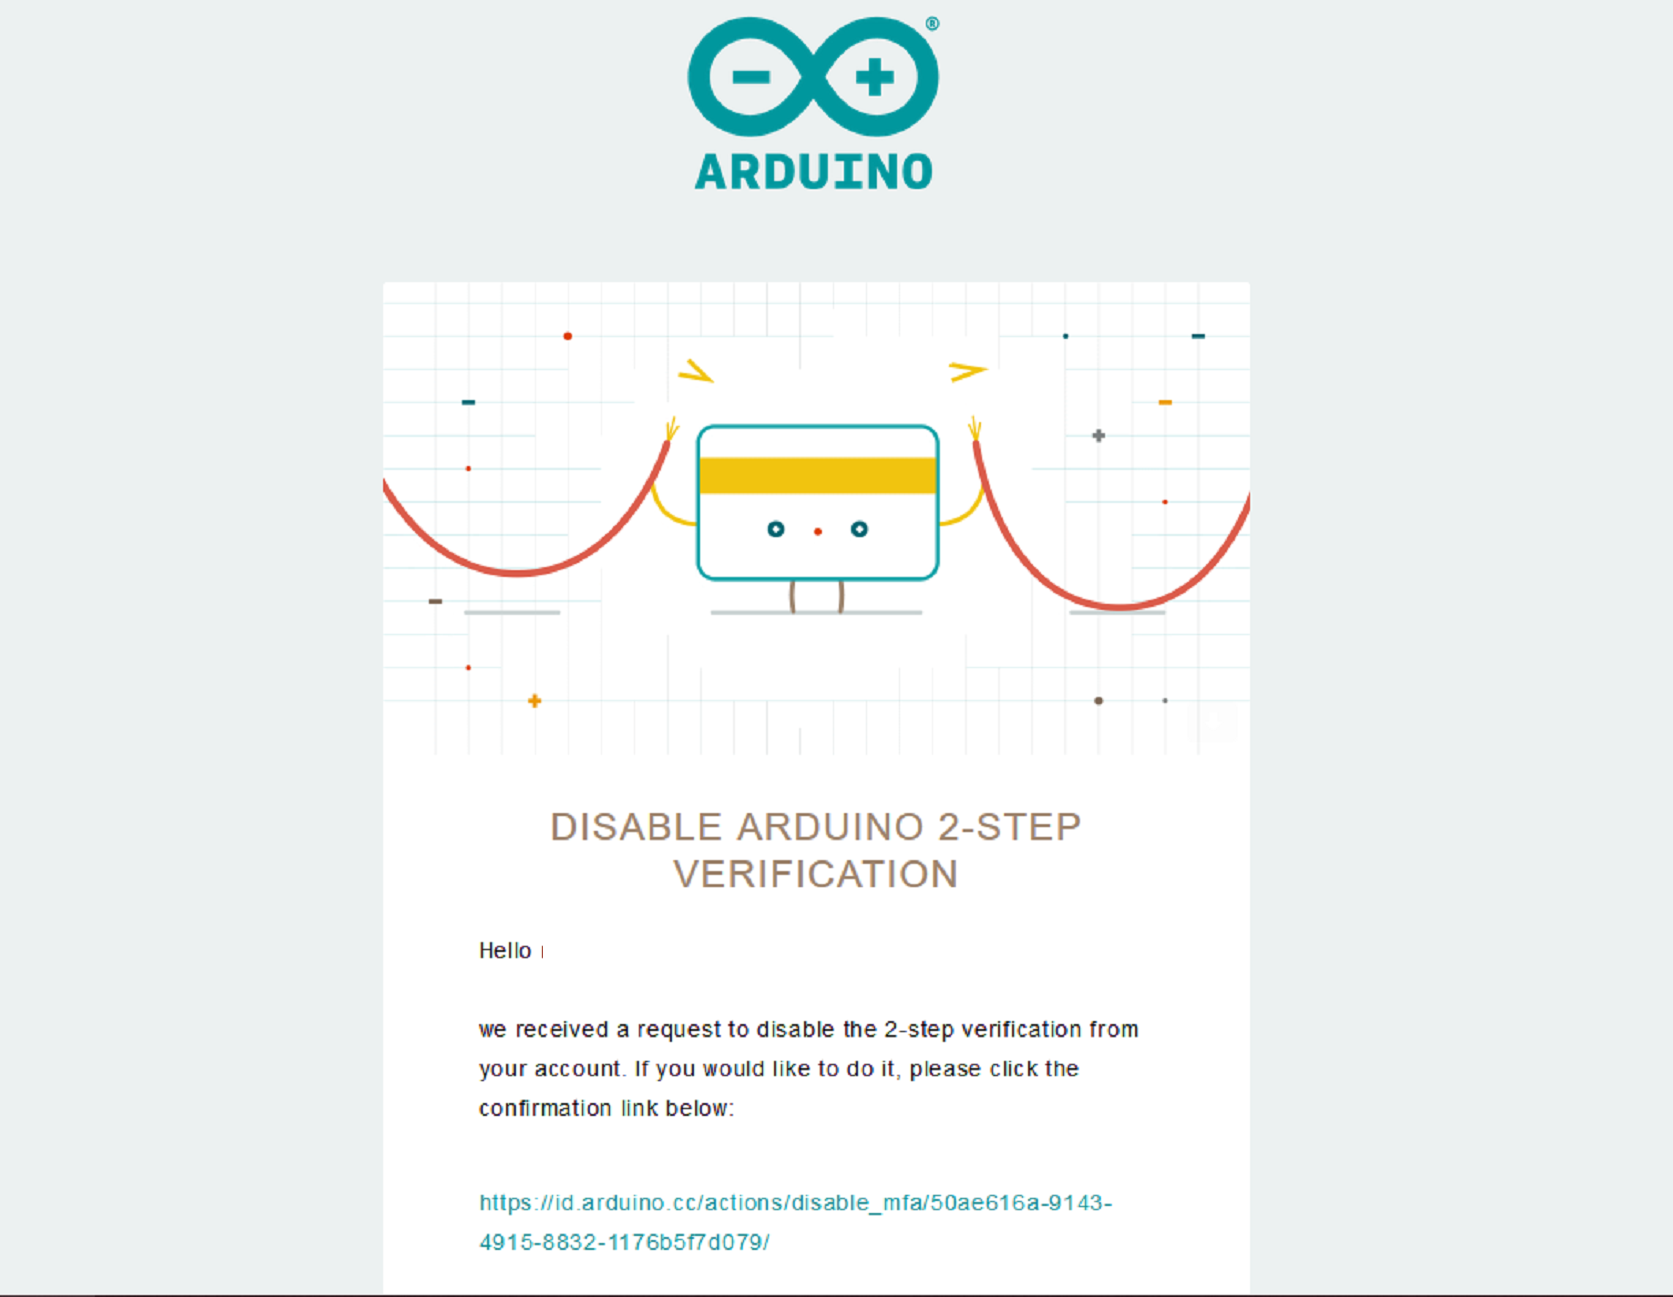 ARDUINO
DISABLE ARDUINO 2-STEP
VERIFICATION
Hello
we received a request to disable the 2-step verification from
your account. If you would like to do it, please click the
confirmation link below:
https://id.arduino.cc/actions/disable_mfa/50ae616a-9143-
4915-8832-1176b5f7d079/